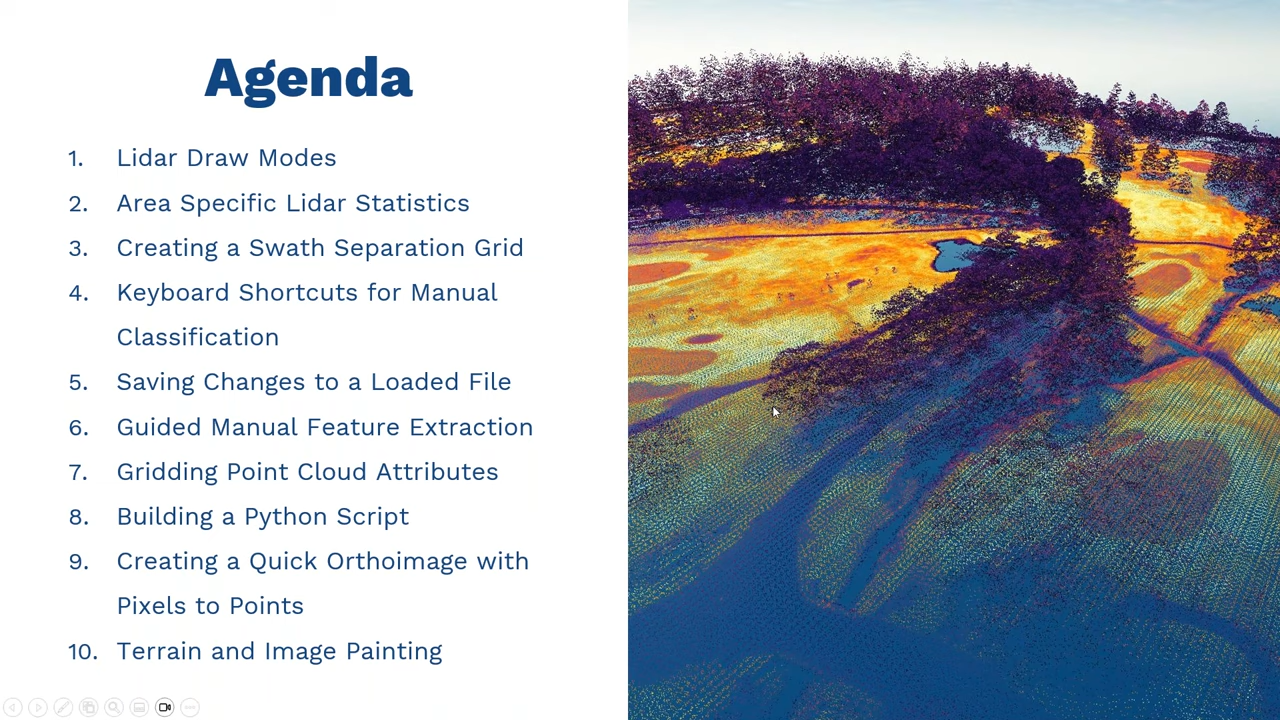 Agenda
1. Lidar Draw Modes
2. Area Specific Lidar Statistics
3. Creating a Swath Separation Grid
4. Keyboard Shortcuts for Manual
Classification
5. Saving Changes to a Loaded File
6. Guided Manual Feature Extraction
7. Gridding Point Cloud Attributes
8. Building a Python Script
9. Creating a Quick Orthoimage with
Pixels to Points
10. Terrain and Image Painting